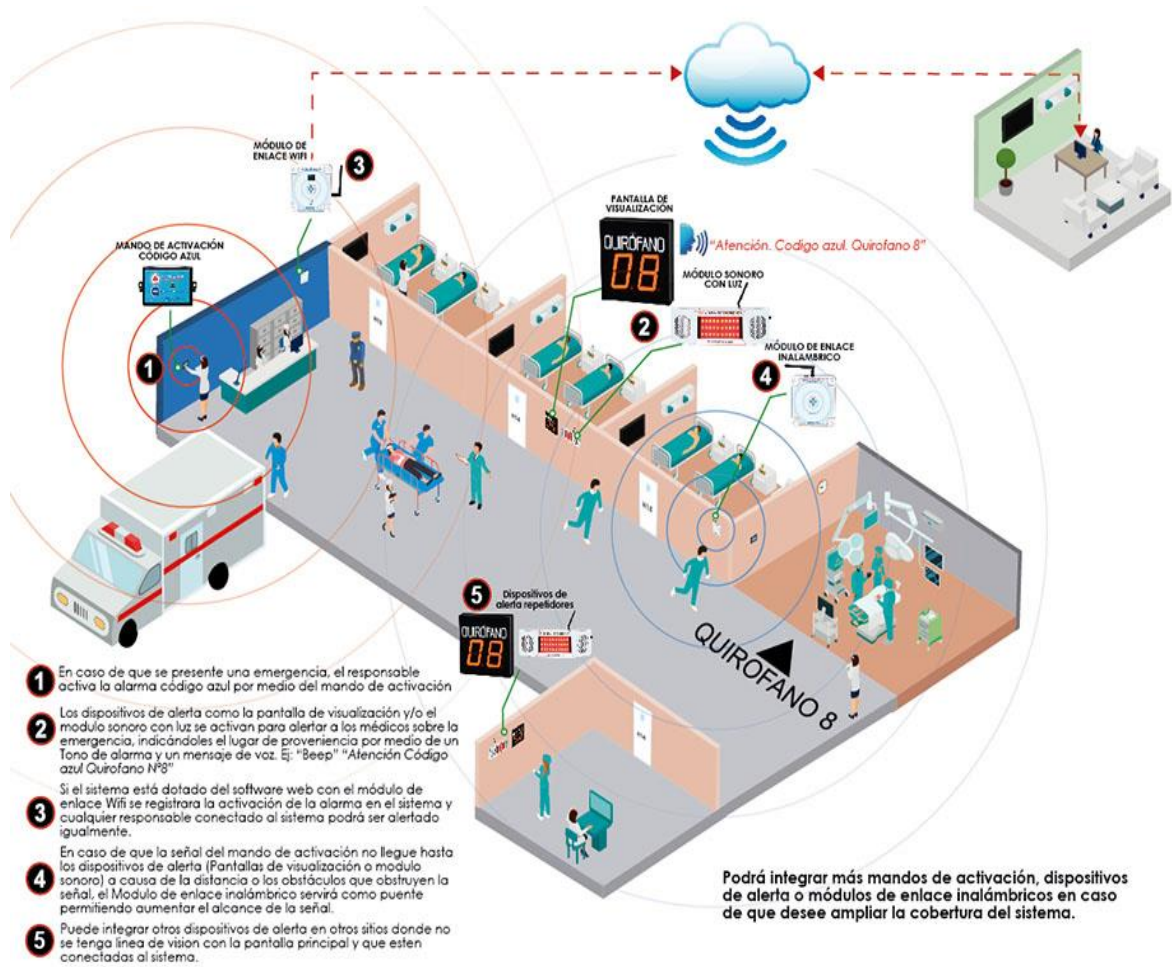 MÓDULO DE
ENLACE WIFI
3
PANTALLA DE
VISUALIZACIÓN
QUIRÓFANO
08
"Atención. Codigo azul. Quirofano 8"
MANDO DE ACTIVACIÓN
CÓDIGO AZUL
MÓDULO SONORO
CON LUZ
2
MÓDULO DE ENLACE
INALAMBRICO
4
1
5
Dispositivos de
alerta repetidores
QUIRÓFANO
08
QUIROFANO 8
1 En caso de que se presente una emergencia, el responsable
activa la alarma código azul por medio del mando de activación
2 Los dispositivos de alerta como la pantalla de visualización y/o el
modulo sonoro con luz se activan para alertar a los médicos sobre la
emergencia, indicándoles el lugar de proveniencia por medio de un
Tono de alarma y un mensaje de voz. Ej: "Beep" "Atención Código
azul Quirofano N°8"
3 Si el sistema está dotado del software web con el módulo de
enlace Wifi se registrara la activación de la alarma en el sistema y
cualquier responsable conectado al sistema podrá ser alertado
igualmente.
4 En caso de que la señal del mando de activación no llegue hasta
los dispositivos de alerta (Pantallas de visualización o modulo
sonoro) a causa de la distancia o los obstáculos que obstruyen la
señal, el Modulo de enlace inalámbrico servirá como puente
permitiendo aumentar el alcance de la señal.
5 Puede integrar otros dispositivos de alerta en otros sitios donde no
se tenga linea de vision con la pantalla principal y que esten
conectadas al sistema.
Podrá integrar más mandos de activación, dispositivos
de alerta o módulos de enlace inalámbricos en caso
de que desee ampliar la cobertura del sistema.